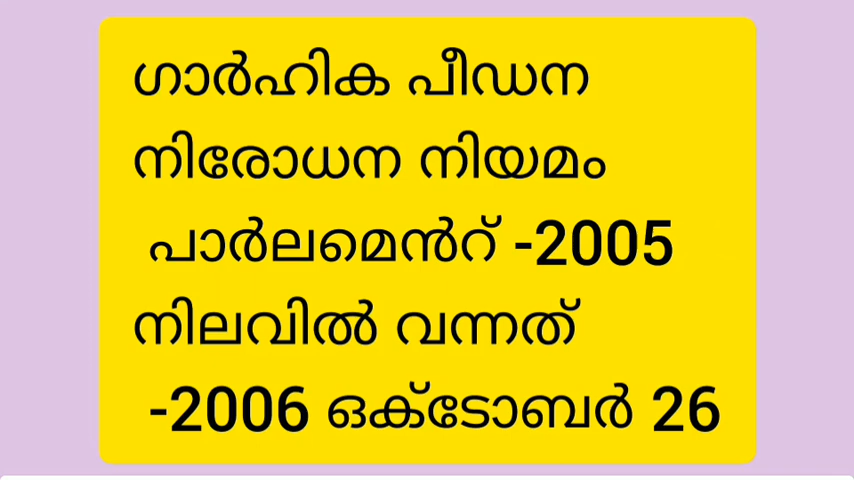 ഗാർഹിക പീഡന
നിരോധന നിയമം
പാർലമെൻറ് -2005
നിലവിൽ വന്നത്
-2006 ഒക്ടോബർ 26